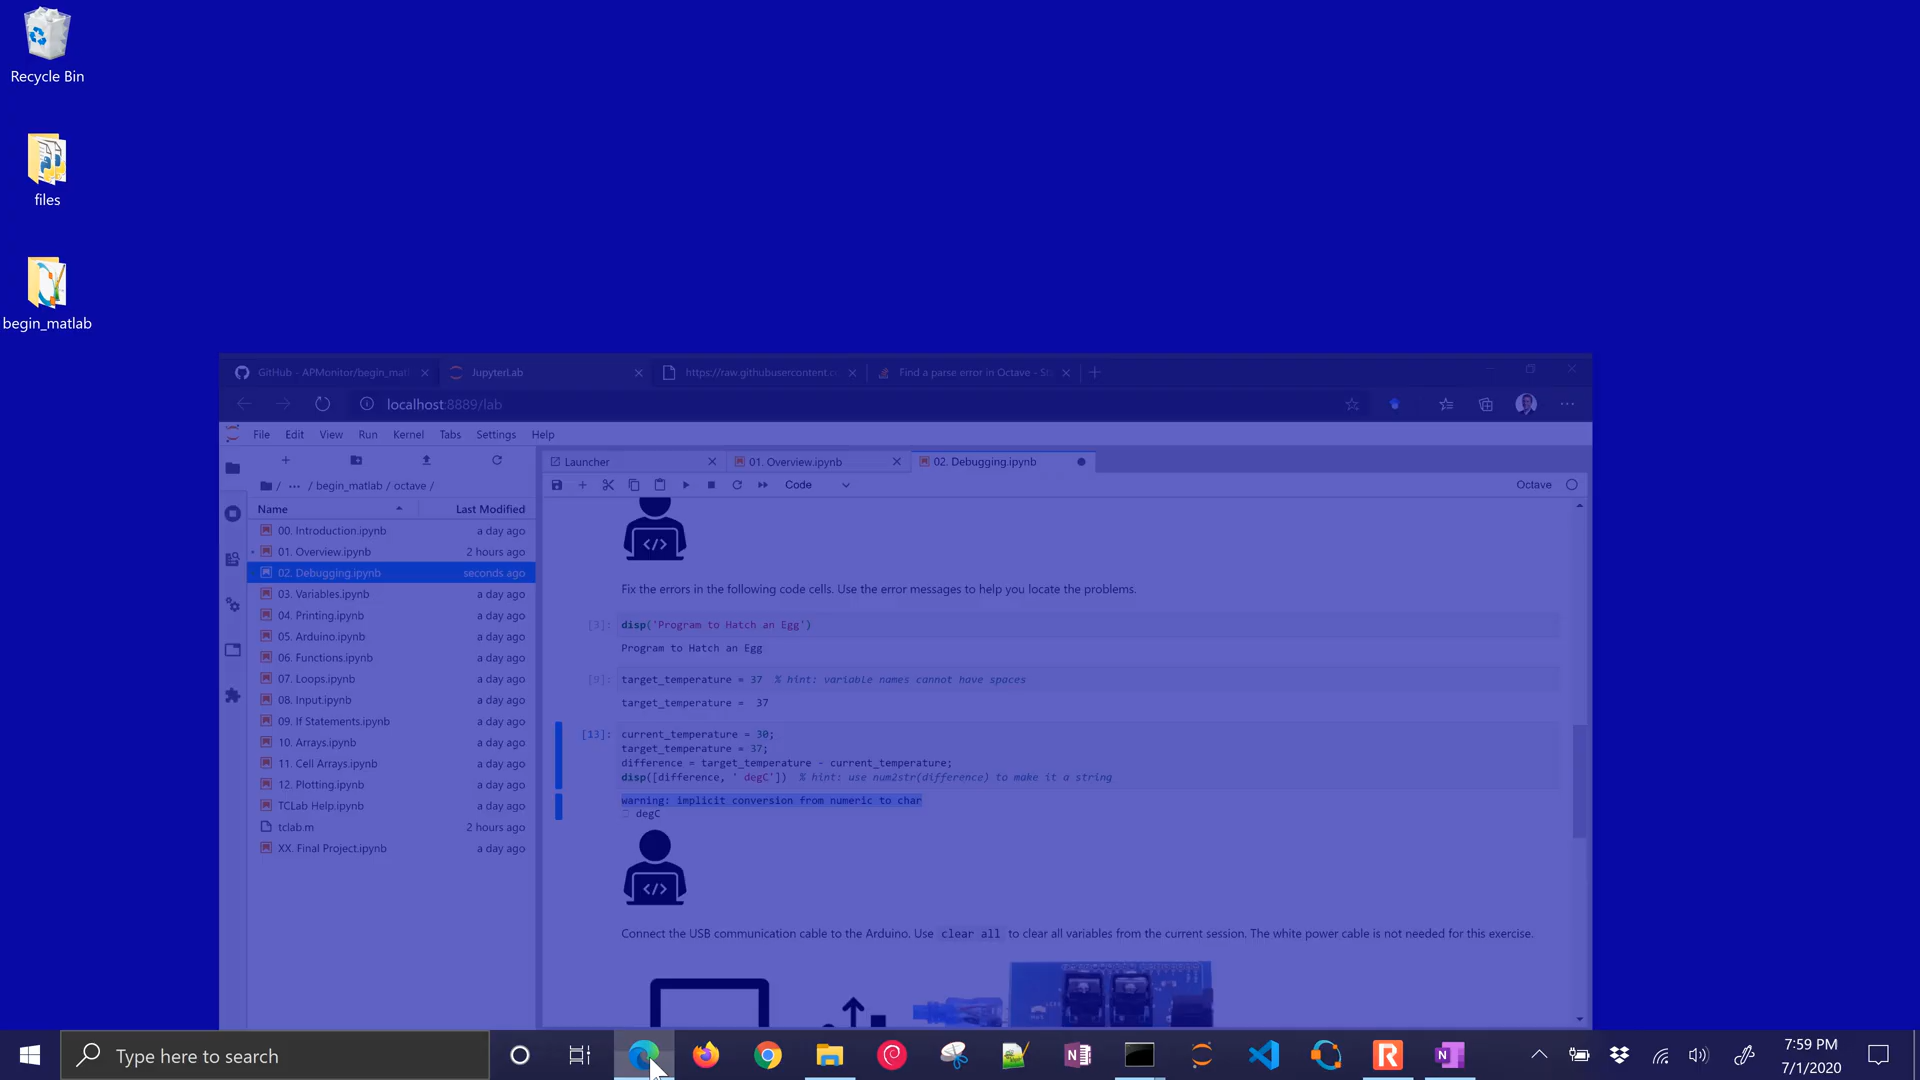 Recycle Bin
files
begin_matlab
GitHub - APMonitor/begin_matl
JupyterLab
https://raw.githubusercontent.c
Find a parse error in Octave - St
localhost:8889/lab
File Edit View Run Kernel Tabs Settings Help
Launcher
01. Overview.ipynb
02. Debugging.ipynb
/ ··· / begin_matlab / octave /
Code
Octave
Name Last Modified
00. Introduction.ipynb a day ago
01. Overview.ipynb 2 hours ago
02. Debugging.ipynb seconds ago
03. Variables.ipynb a day ago
04. Printing.ipynb a day ago
05. Arduino.ipynb a day ago
06. Functions.ipynb a day ago
07. Loops.ipynb a day ago
08. Input.ipynb a day ago
09. If Statements.ipynb a day ago
10. Arrays.ipynb a day ago
11. Cell Arrays.ipynb a day ago
12. Plotting.ipynb a day ago
TCLab Help.ipynb a day ago
tclab.m 2 hours ago
XX. Final Project.ipynb a day ago
</>
Fix the errors in the following code cells. Use the error messages to help you locate the problems.
[3]: disp('Program to Hatch an Egg')
Program to Hatch an Egg
[9]: target_temperature = 37 % hint: variable names cannot have spaces
target_temperature = 37
[13]: current_temperature = 30;
target_temperature = 37;
difference = target_temperature - current_temperature;
disp([difference, ' degC']) % hint: use num2str(difference) to make it a string
warning: implicit conversion from numeric to char
degC
</>
Connect the USB communication cable to the Arduino. Use clear all to clear all variables from the current session. The white power cable is not needed for this exercise.
Type here to search
7:59 PM
7/1/2020